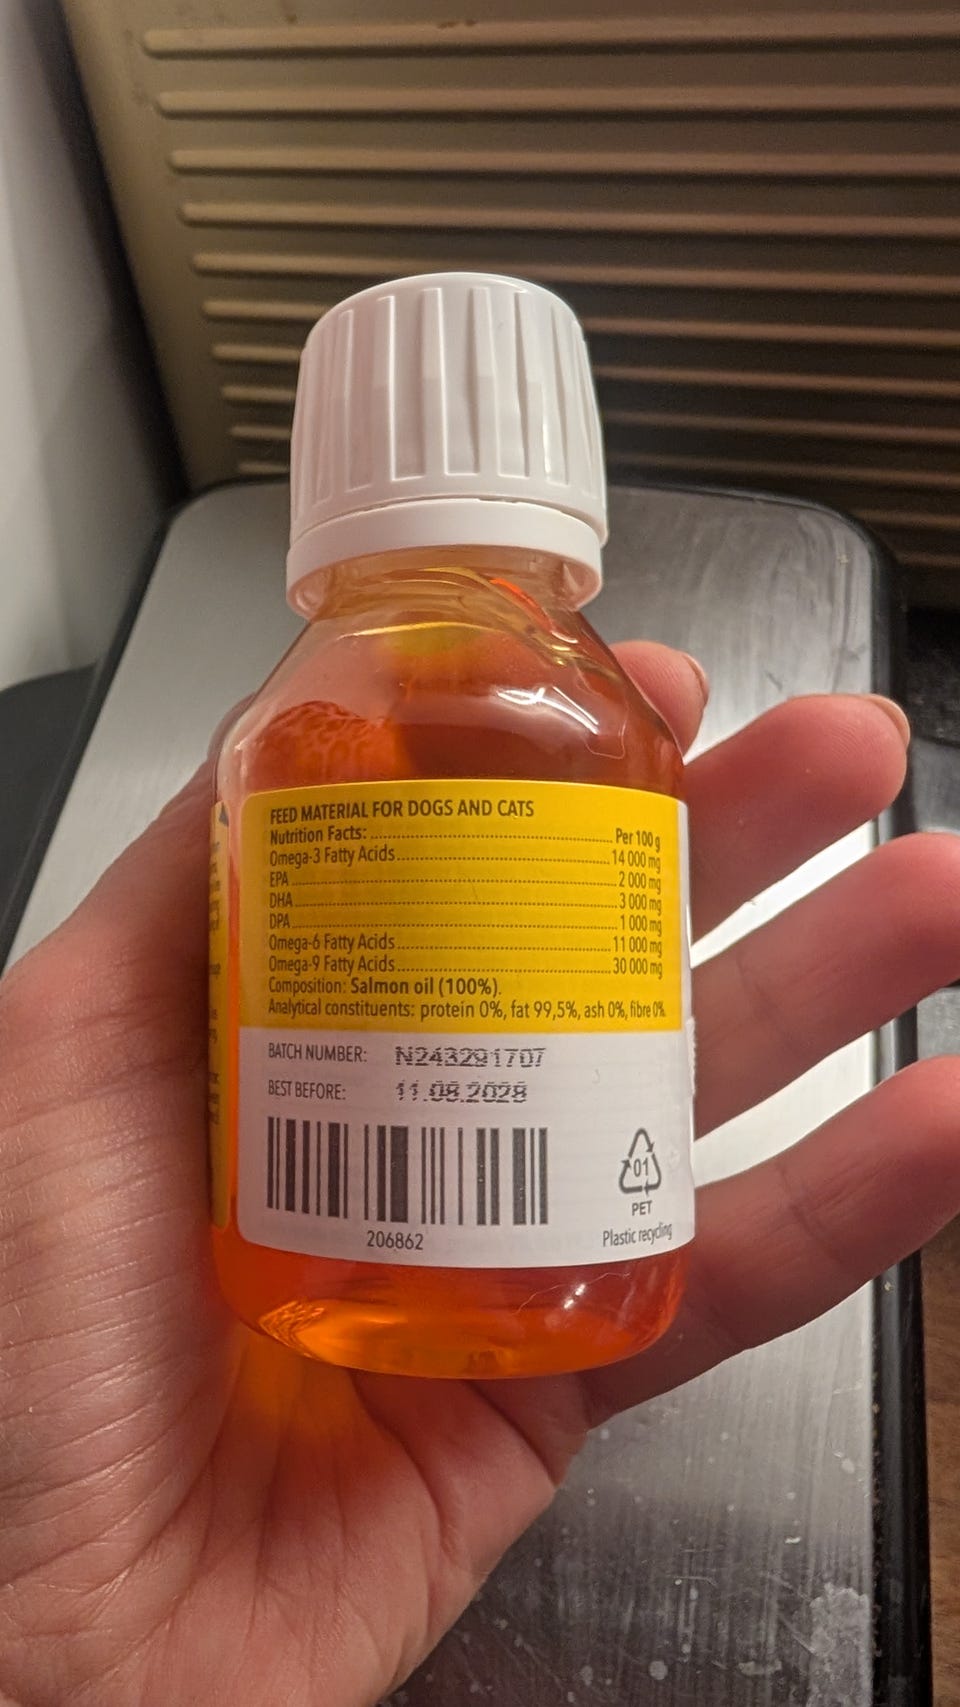 FEED MATERIAL FOR DOGS AND CATS
Nutrition Facts: Per 100 g
Omega-3 Fatty Acids 14 000 mg
EPA 2 000 mg
DHA 3 000 mg
DPA 1 000 mg
Omega-6 Fatty Acids 11 000 mg
Omega-9 Fatty Acids 30 000 mg
Composition: Salmon oil (100%).
Analytical constituents: protein 0%, fat 99,5%, ash 0%, fibre 0%.
BATCH NUMBER: N243291707
BEST BEFORE: 11.08.2028
206862
01
PET
Plastic recycling